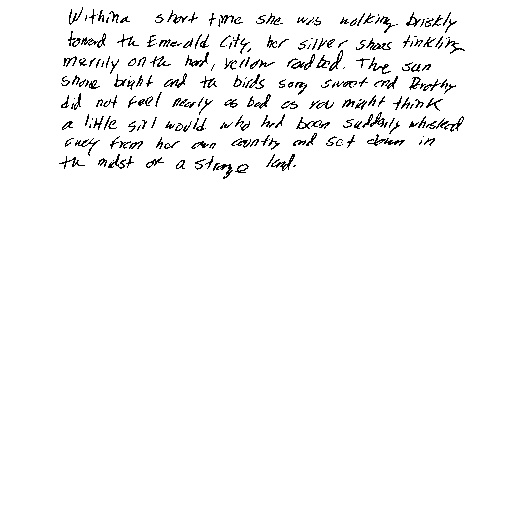 Within a short time she was walking briskly
toward the Emerald City, her silver shoes tinkling
merrily on the hard, yellow roadbed. The sun
shone bright and the birds song sweet and Dorothy
did not feel nearly as bad as you might think
a little girl would who had been suddenly whisked
away from her own country and set down in
the midst of a strange land.